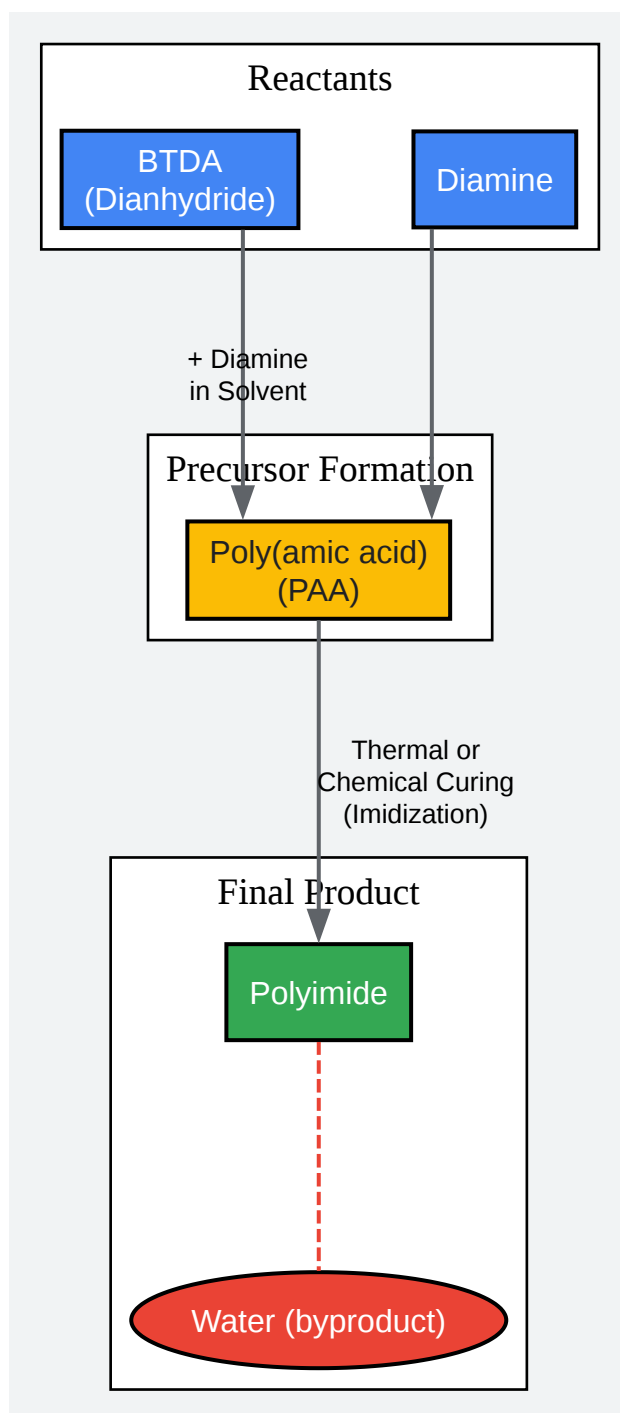 Reactants
BTDA
(Dianhydride)
Diamine
+ Diamine
in Solvent
Precursor Formation
Poly(amic acid)
(PAA)
Thermal or
Chemical Curing
(Imidization)
Final Product
Polyimide
Water (byproduct)